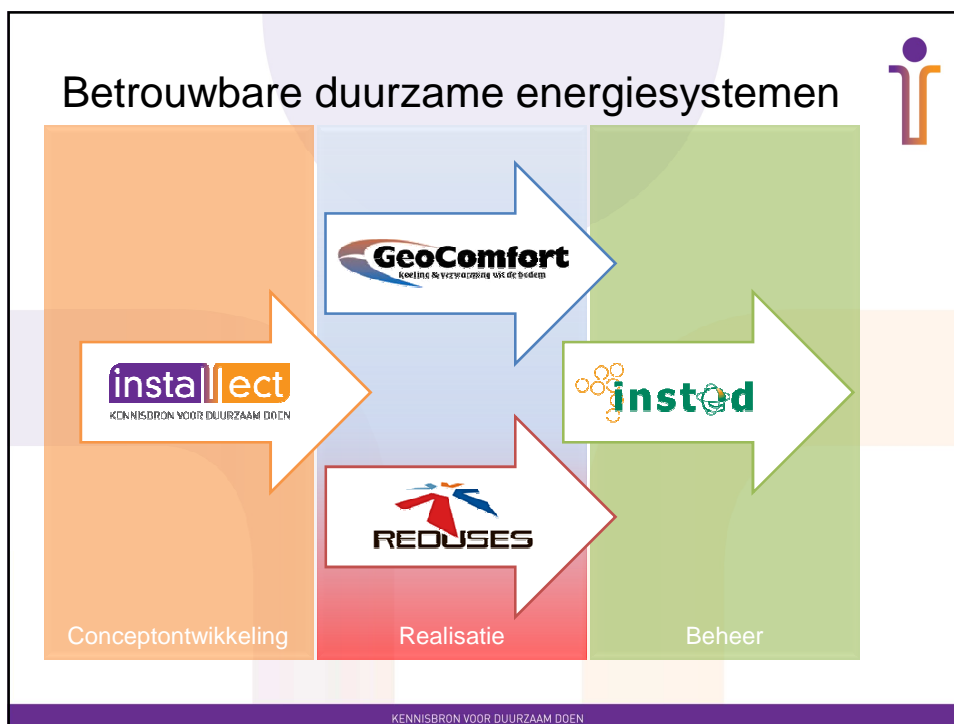 Betrouwbare duurzame energiesystemen
GeoComfort
koeling & verwarming uit de bodem
installect
KENNISBRON VOOR DUURZAAM DOEN
insted
REDUSES
Conceptontwikkeling
Realisatie
Beheer
KENNISBRON VOOR DUURZAAM DOEN